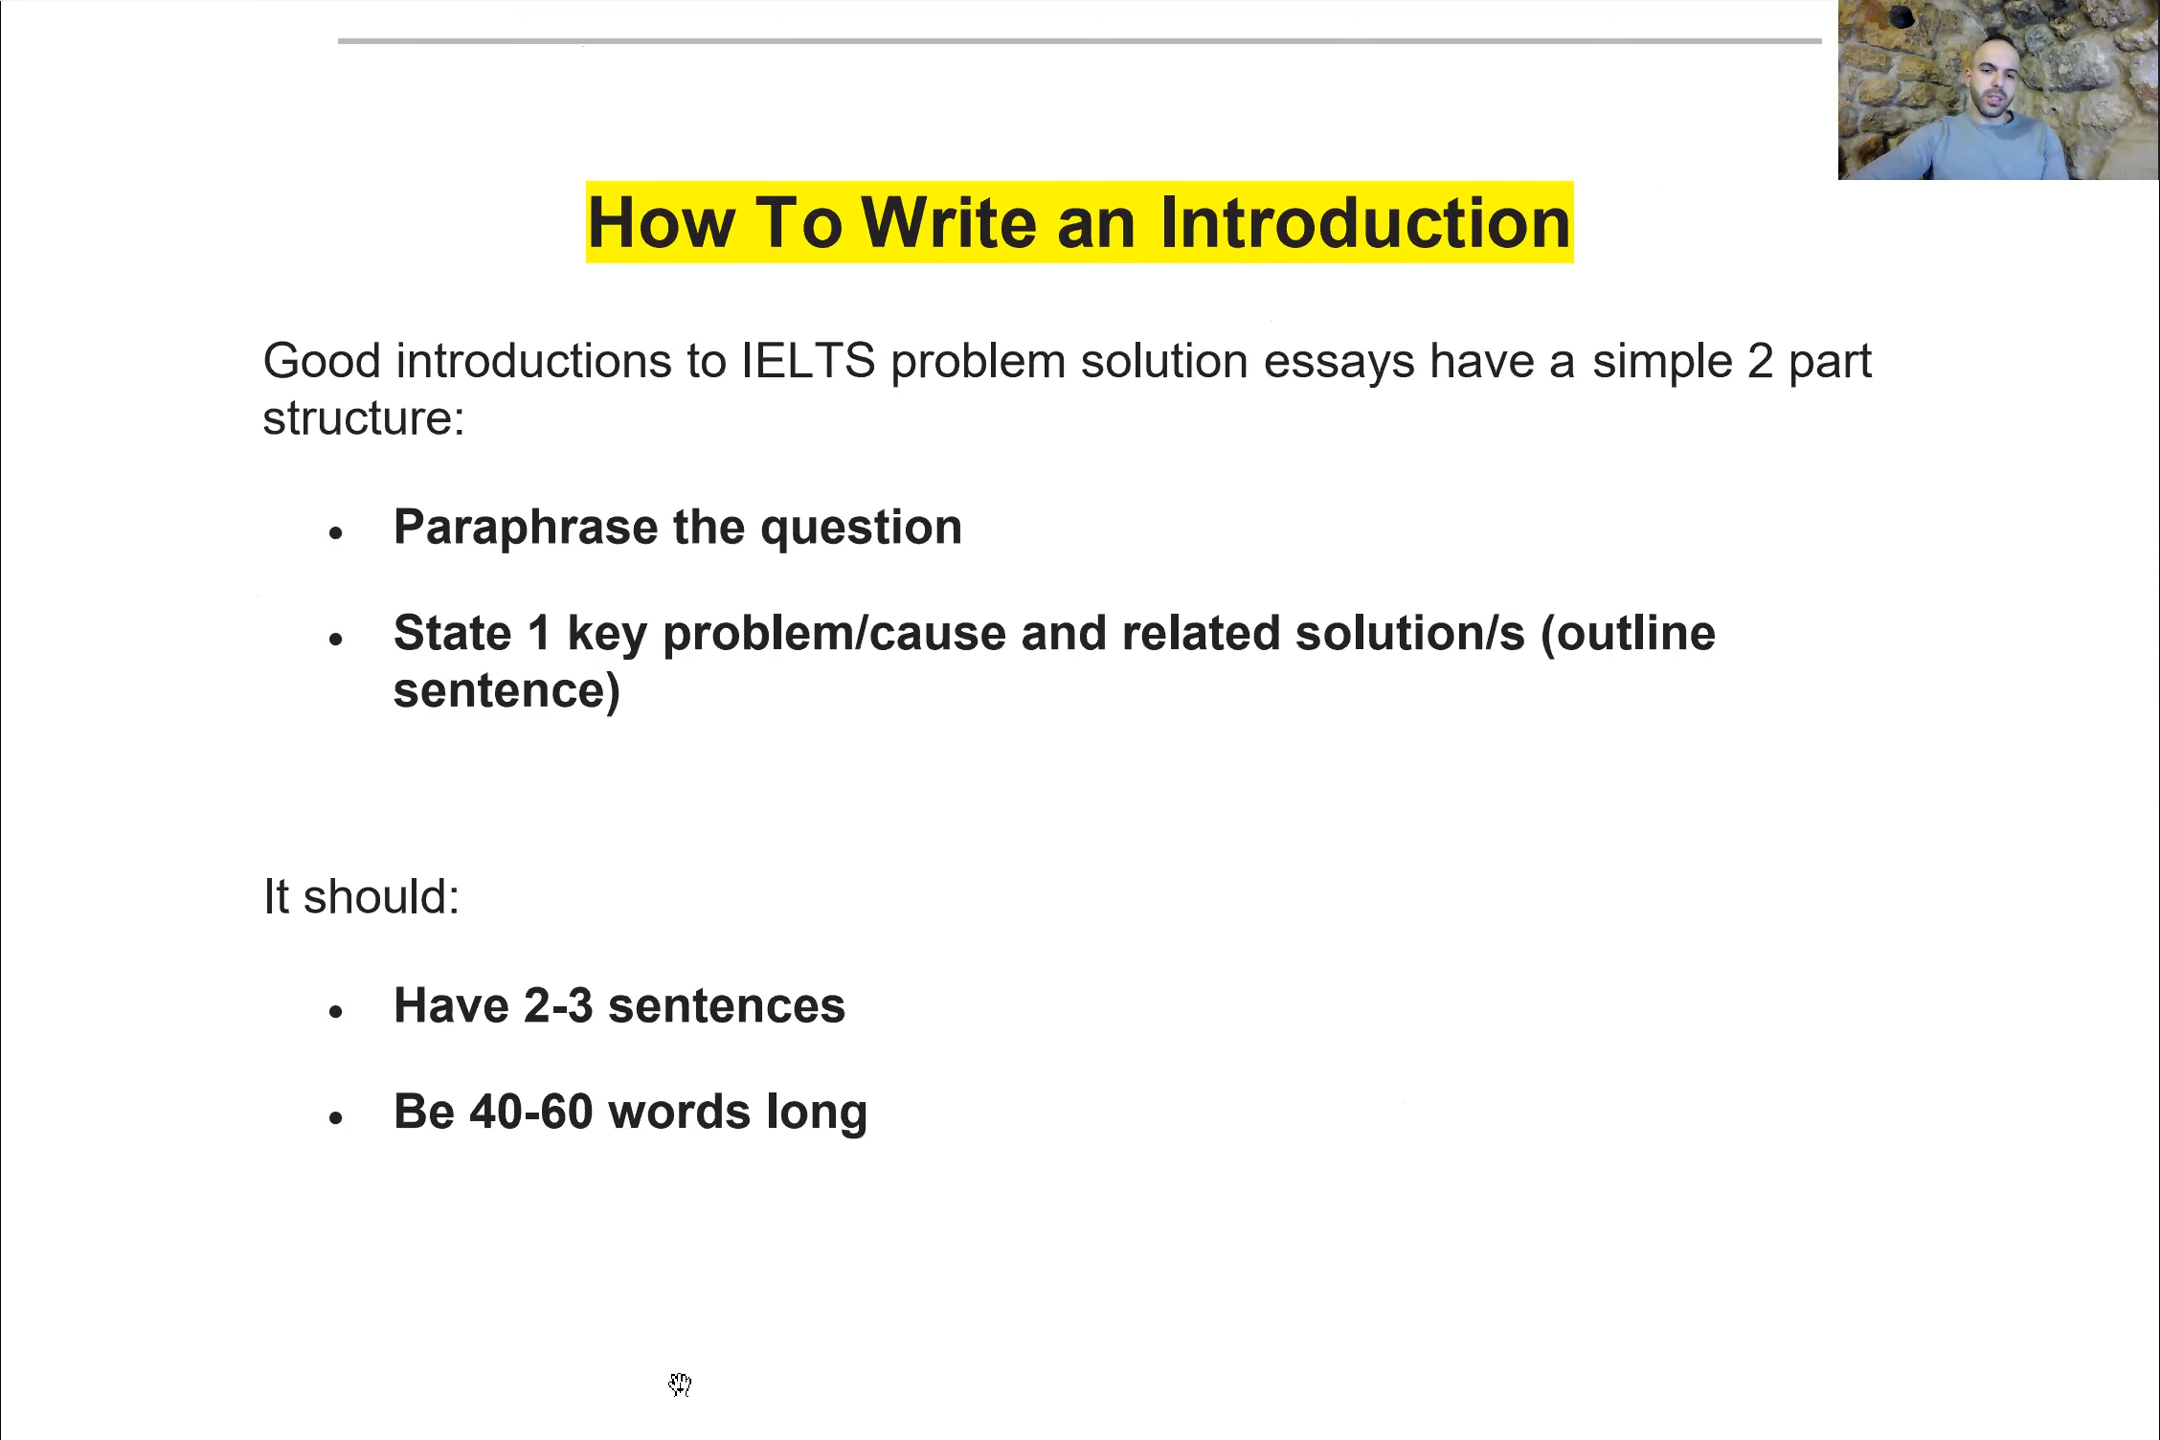 How To Write an Introduction
Good introductions to IELTS problem solution essays have a simple 2 part
structure:
• Paraphrase the question
• State 1 key problem/cause and related solution/s (outline
sentence)
It should:
• Have 2-3 sentences
• Be 40-60 words long